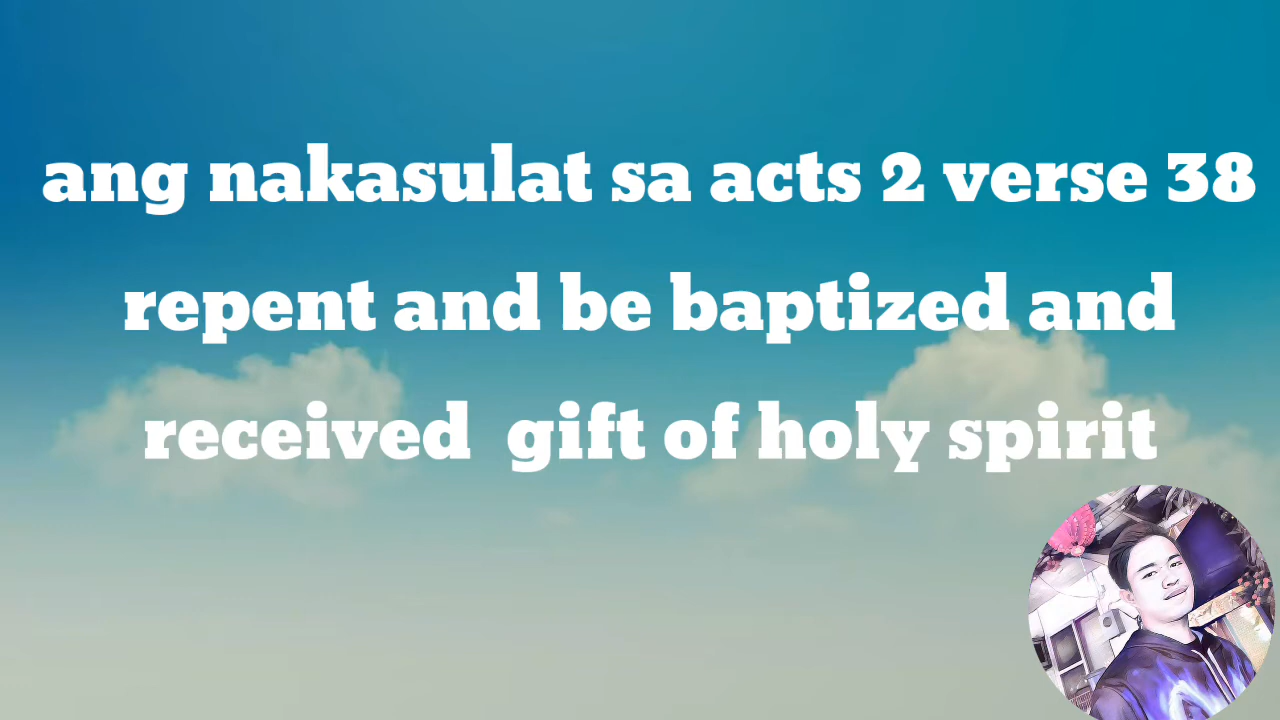 ang nakasulat sa acts 2 verse 38
repent and be baptized and
received  gift of holy spirit